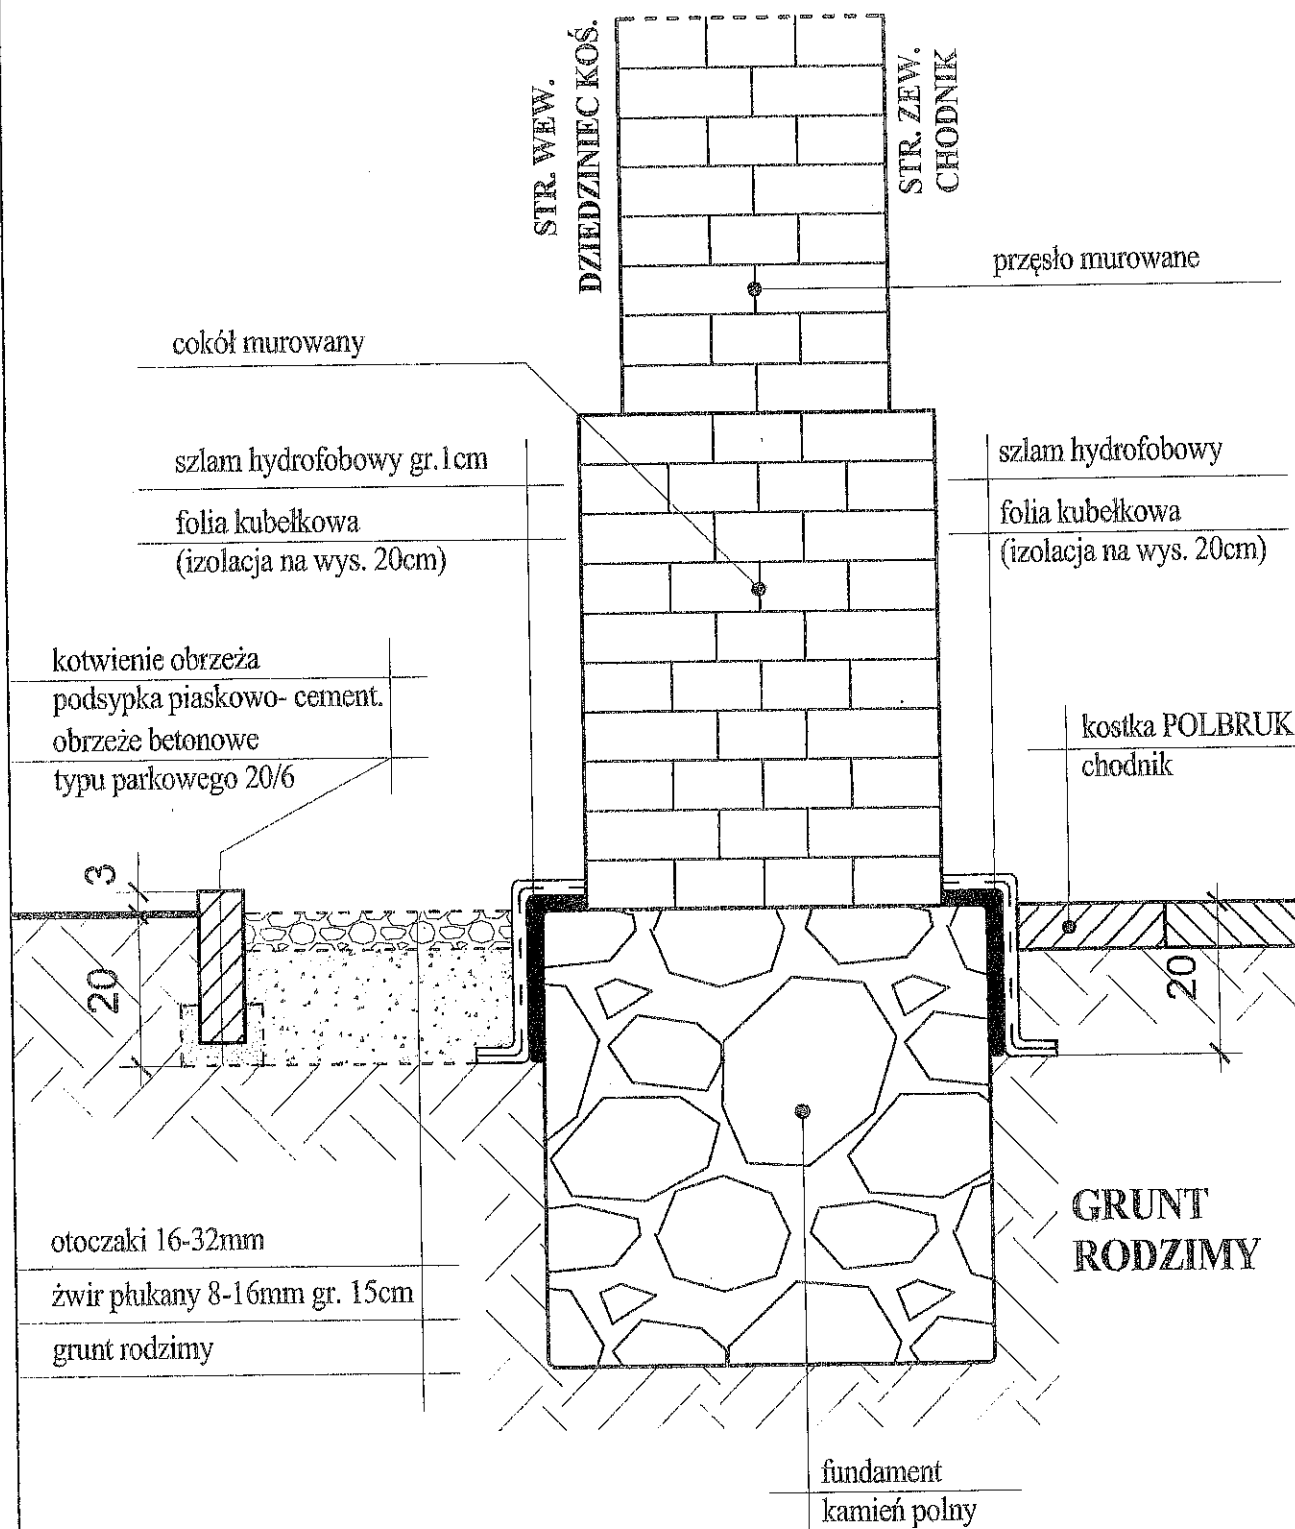 STR. WEW.
DZIEDZINIEC KOŚ.
STR. ZEW.
CHODNIK
przęsło murowane
cokół murowany
szlam hydrofobowy gr.1cm
folia kubełkowa
(izolacja na wys. 20cm)
szlam hydrofobowy
folia kubełkowa
(izolacja na wys. 20cm)
kotwienie obrzeża
podsypka piaskowo- cement.
obrzeże betonowe
typu parkowego 20/6
kostka POLBRUK
chodnik
3
20
20
GRUNT
RODZIMY
otoczaki 16-32mm
żwir płukany 8-16mm gr. 15cm
grunt rodzimy
fundament
kamień polny